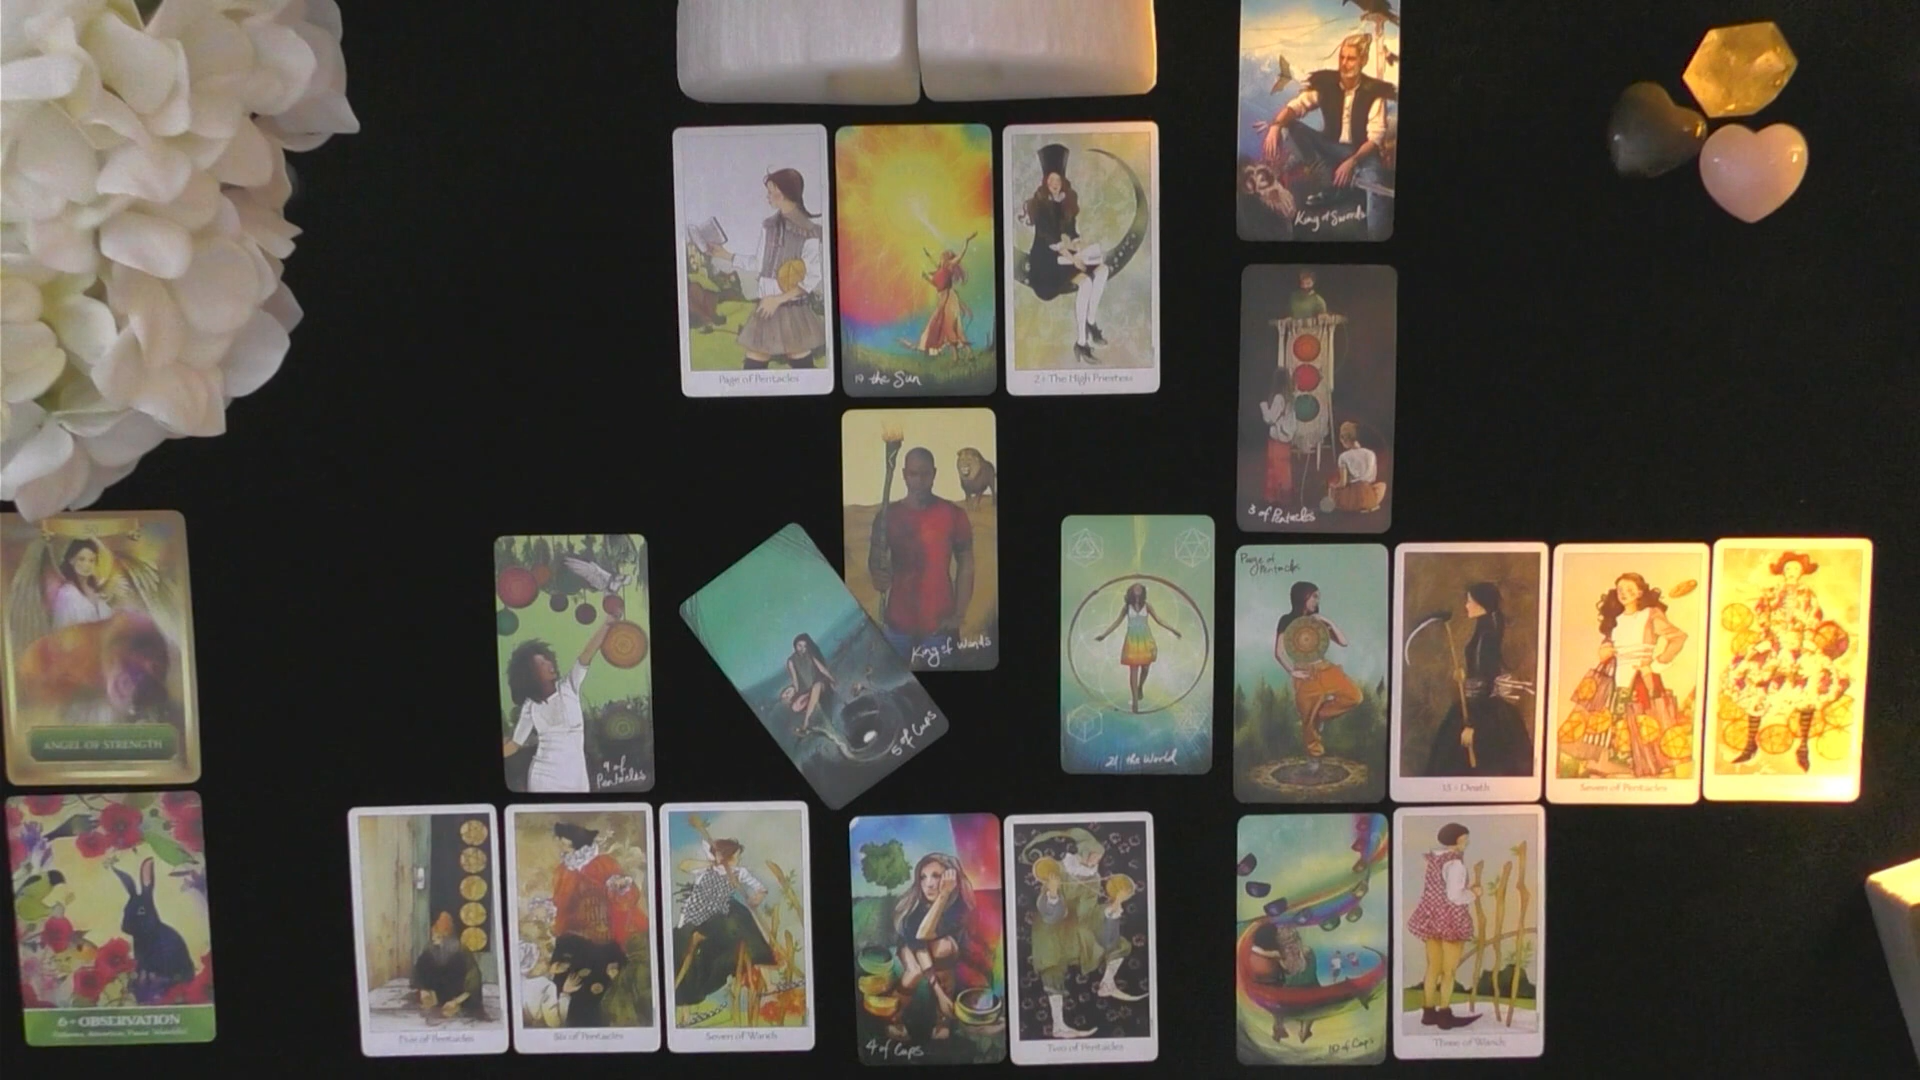 King of Swords
Page of Pentacles
19 the Sun
2 - The High Priestess
3 of Pentacles
King of Wands
Page of
Pentacles
ANGEL OF STRENGTH
9 of
Pentacles
5 of Cups
21 the World
13 - Death
Seven of Pentacles
6 - OBSERVATION
Five of Pentacles
Six of Pentacles
Seven of Wands
4 of Cups
Two of Pentacles
10 of Cups
Three of Wands